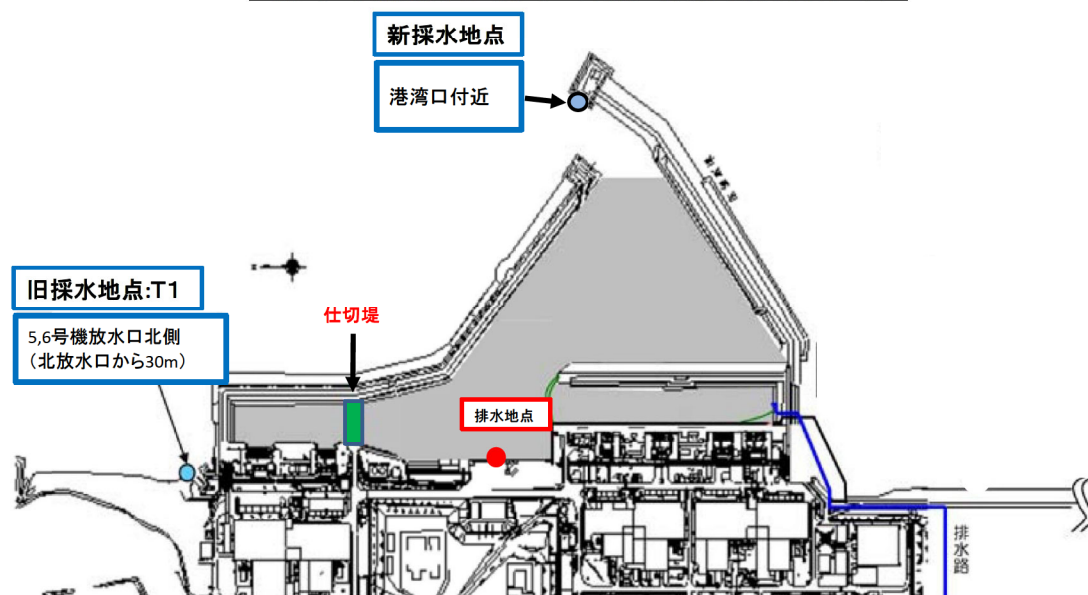 新採水地点
港湾口付近
旧採水地点:T1
5,6号機放水口北側
（北放水口から30m）
仕切堤
排水地点
排水路